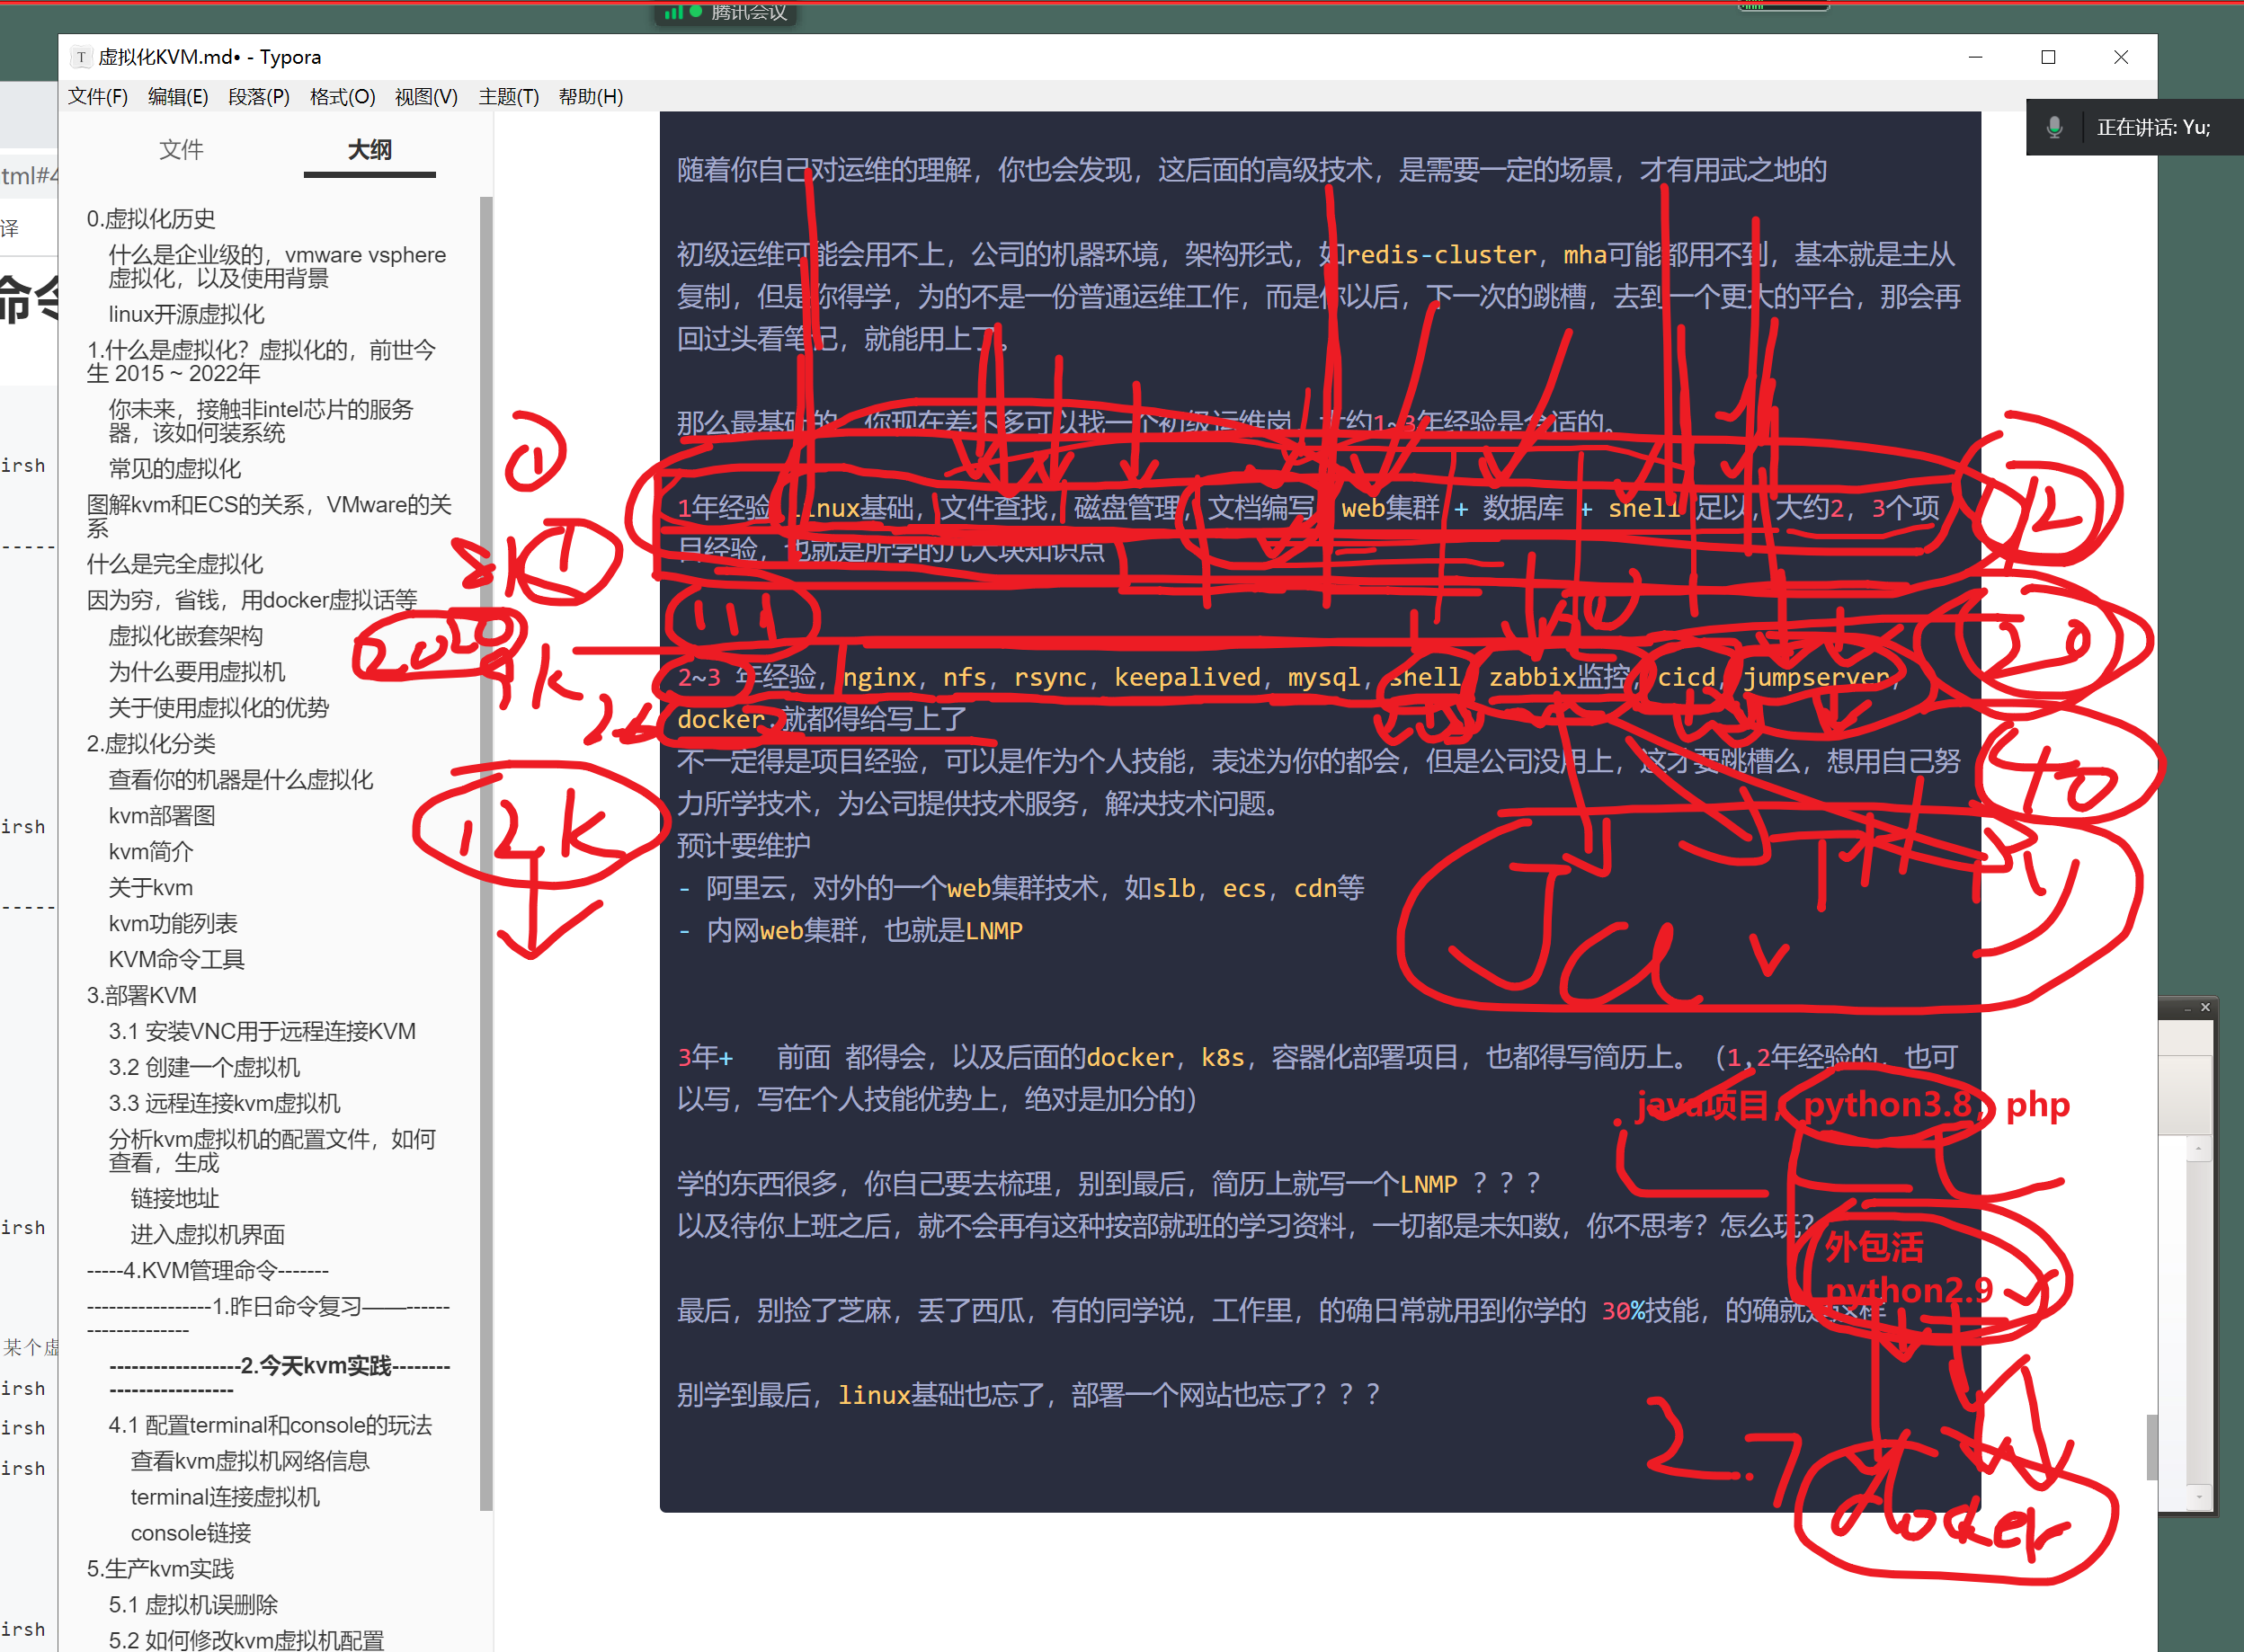 腾讯会议
虚拟化KVM.md• - Typora
文件(F) 编辑(E) 段落(P) 格式(O) 视图(V) 主题(T) 帮助(H)
正在讲话: Yu;
文件 大纲
tml#4
译
命令
irsh
irsh
irsh
某个虚
irsh
irsh
irsh
irsh
0.虚拟化历史
什么是企业级的，vmware vsphere
虚拟化，以及使用背景
linux开源虚拟化
1.什么是虚拟化？虚拟化的，前世今
生 2015 ~ 2022年
你未来，接触非intel芯片的服务
器，该如何装系统
常见的虚拟化
图解kvm和ECS的关系，VMware的关
系
什么是完全虚拟化
因为穷，省钱，用docker虚拟话等
虚拟化嵌套架构
为什么要用虚拟机
关于使用虚拟化的优势
2.虚拟化分类
查看你的机器是什么虚拟化
kvm部署图
kvm简介
关于kvm
kvm功能列表
KVM命令工具
3.部署KVM
3.1 安装VNC用于远程连接KVM
3.2 创建一个虚拟机
3.3 远程连接kvm虚拟机
分析kvm虚拟机的配置文件，如何
查看，生成
链接地址
进入虚拟机界面
-----4.KVM管理命令-------
-----------------1.昨日命令复习——------
--------------
------------------2.今天kvm实践--------
-----------------
4.1 配置terminal和console的玩法
查看kvm虚拟机网络信息
terminal连接虚拟机
console链接
5.生产kvm实践
5.1 虚拟机误删除
5.2 如何修改kvm虚拟机配置
随着你自己对运维的理解，你也会发现，这后面的高级技术，是需要一定的场景，才有用武之地的
初级运维可能会用不上，公司的机器环境，架构形式，如redis-cluster，mha可能都用不到，基本就是主从
复制，但是你得学，为的不是一份普通运维工作，而是你以后，下一次的跳槽，去到一个更大的平台，那会再
回过头看笔记，就能用上了。
那么最基础的，你现在差不多可以找一个初级运维岗，大约1~3年经验是合适的。
1年经验，linux基础，文件查找，磁盘管理，文档编写，web集群 + 数据库 + shell 足以，大约2，3个项
目经验，也就是所学的几大块知识点
2~3 年经验，nginx，nfs，rsync，keepalived，mysql，shell，zabbix监控，cicd，jumpserver，
docker.就都得给写上了
不一定得是项目经验，可以是作为个人技能，表述为你的都会，但是公司没用上，这才要跳槽么，想用自己努
力所学技术，为公司提供技术服务，解决技术问题。
预计要维护
- 阿里云，对外的一个web集群技术，如slb，ecs，cdn等
- 内网web集群，也就是LNMP
3年+ 前面 都得会，以及后面的docker，k8s，容器化部署项目，也都得写简历上。（1,2年经验的，也可
以写，写在个人技能优势上，绝对是加分的）
java项目，python3.8，php
学的东西很多，你自己要去梳理，别到最后，简历上就写一个LNMP ？？？
以及待你上班之后，就不会再有这种按部就班的学习资料，一切都是未知数，你不思考？怎么玩？
外包活
python2.9
最后，别捡了芝麻，丢了西瓜，有的同学说，工作里，的确日常就用到你学的 30%技能，的确就是这样
别学到最后，linux基础也忘了，部署一个网站也忘了？？？
12K
40
2.7
docker